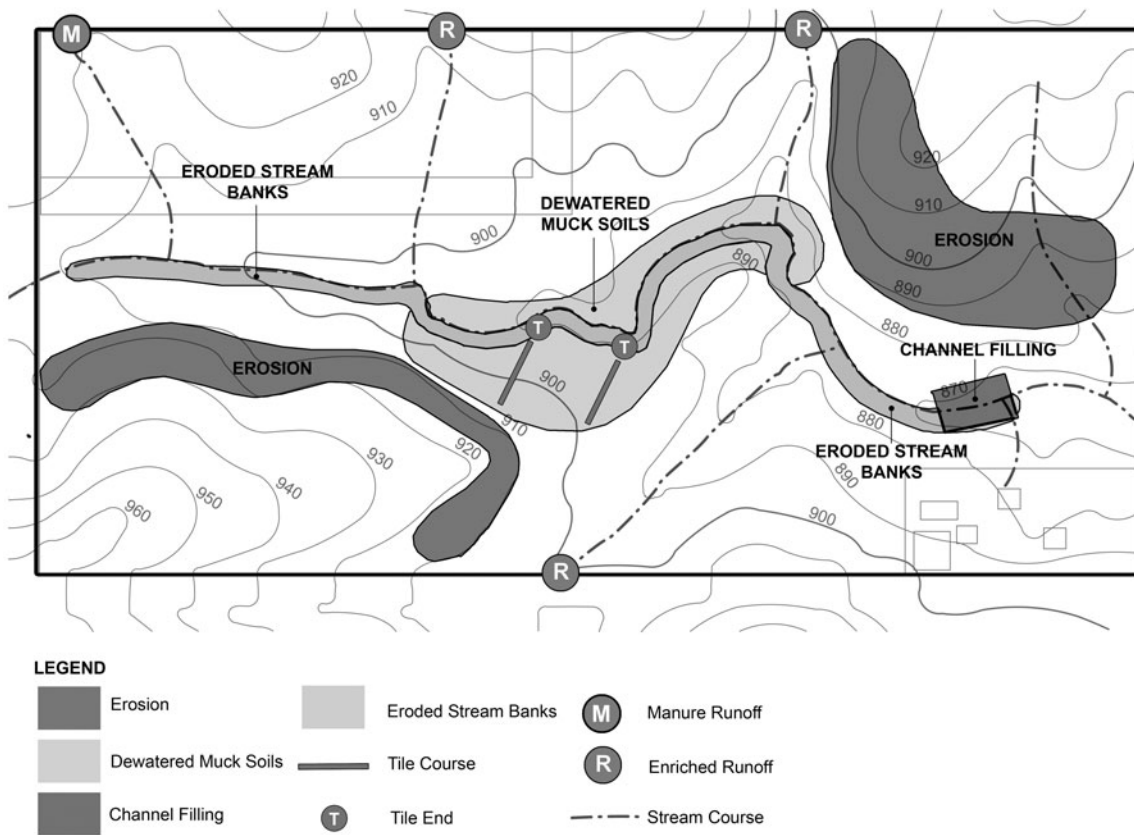 M
R
R
920
910
920
910
900
890
ERODED STREAM
BANKS
DEWATERED
MUCK SOILS
900
890
EROSION
880
CHANNEL FILLING
870
T
T
EROSION
900
910
920
930
940
950
960
880
890
ERODED STREAM
BANKS
900
R
LEGEND
Erosion
Eroded Stream Banks
M
Manure Runoff
Dewatered Muck Soils
Tile Course
R
Enriched Runoff
Channel Filling
T
Tile End
Stream Course